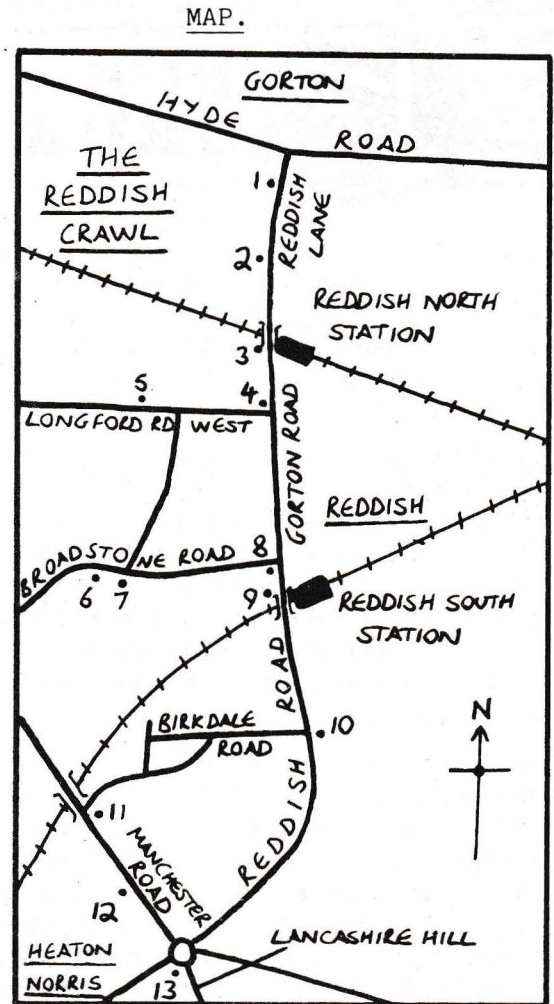 MAP.
GORTON
HYDE ROAD
THE
REDDISH
CRAWL
1
REDDISH LANE
2
REDDISH NORTH
STATION
3
5
4
LONGFORD RD WEST
GORTON ROAD
REDDISH
BROADSTONE ROAD
8
6 7
9
REDDISH SOUTH
STATION
REDDISH ROAD
BIRKDALE
ROAD
10
N
11
MANCHESTER
ROAD
12
HEATON
NORRIS
LANCASHIRE HILL
13